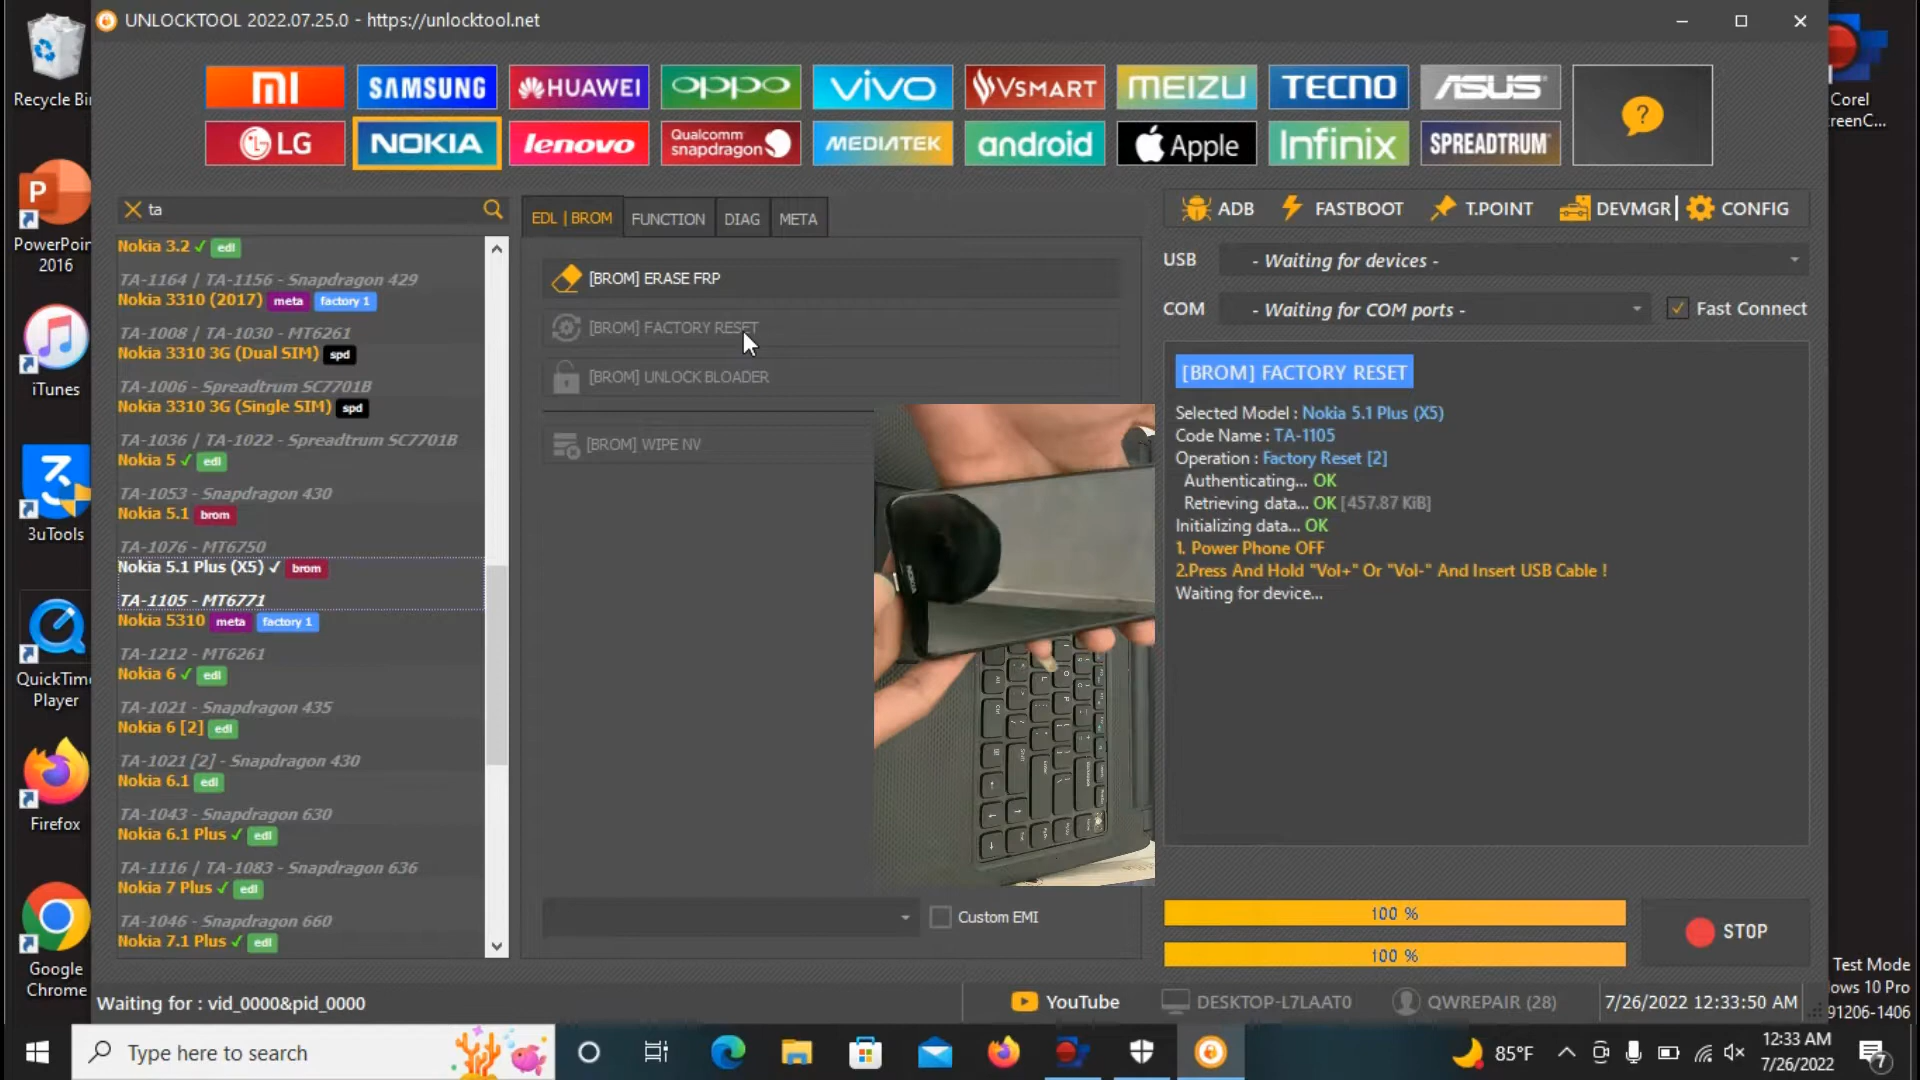 UNLOCKTOOL 2022.07.25.0 - https://unlocktool.net
Recycle Bin
PowerPoint
2016
iTunes
3uTools
QuickTime
Player
Firefox
Google
Chrome
Corel
ScreenC...
MI
SAMSUNG
HUAWEI
oppo
vivo
VSMART
MEIZU
TECNO
ASUS
?
LG
NOKIA
lenovo
Qualcomm
snapdragon
MEDIATEK
android
Apple
Infinix
SPREADTRUM
ta
Nokia 3.2 ✓ edl
TA-1164 | TA-1156 - Snapdragon 429
Nokia 3310 (2017) meta factory 1
TA-1008 | TA-1030 - MT6261
Nokia 3310 3G (Dual SIM) spd
TA-1006 - Spreadtrum SC7701B
Nokia 3310 3G (Single SIM) spd
TA-1036 | TA-1022 - Spreadtrum SC7701B
Nokia 5 ✓ edl
TA-1053 - Snapdragon 430
Nokia 5.1 brom
TA-1076 - MT6750
Nokia 5.1 Plus (X5) ✓ brom
TA-1105 - MT6771
Nokia 5310 meta factory 1
TA-1212 - MT6261
Nokia 6 ✓ edl
TA-1021 - Snapdragon 435
Nokia 6 [2] edl
TA-1021 [2] - Snapdragon 430
Nokia 6.1 edl
TA-1043 - Snapdragon 630
Nokia 6.1 Plus ✓ edl
TA-1116 | TA-1083 - Snapdragon 636
Nokia 7 Plus ✓ edl
TA-1046 - Snapdragon 660
Nokia 7.1 Plus ✓ edl
EDL | BROM
FUNCTION
DIAG
META
[BROM] ERASE FRP
[BROM] FACTORY RESET
[BROM] UNLOCK BLOADER
[BROM] WIPE NV
NOKIA
Custom EMI
ADB
FASTBOOT
T.POINT
DEVMGR
CONFIG
USB - Waiting for devices -
COM - Waiting for COM ports -
Fast Connect
[BROM] FACTORY RESET
Selected Model : Nokia 5.1 Plus (X5)
Code Name : TA-1105
Operation : Factory Reset [2]
Authenticating... OK
Retrieving data... OK [457.87 KiB]
Initializing data... OK
1. Power Phone OFF
2.Press And Hold "Vol+" Or "Vol-" And Insert USB Cable !
Waiting for device...
100 %
100 %
STOP
Waiting for : vid_0000&pid_0000
YouTube
DESKTOP-L7LAAT0
QWREPAIR (28)
7/26/2022 12:33:50 AM
Test Mode
ows 10 Pro
91206-1406
Type here to search
85°F
12:33 AM
7/26/2022
7